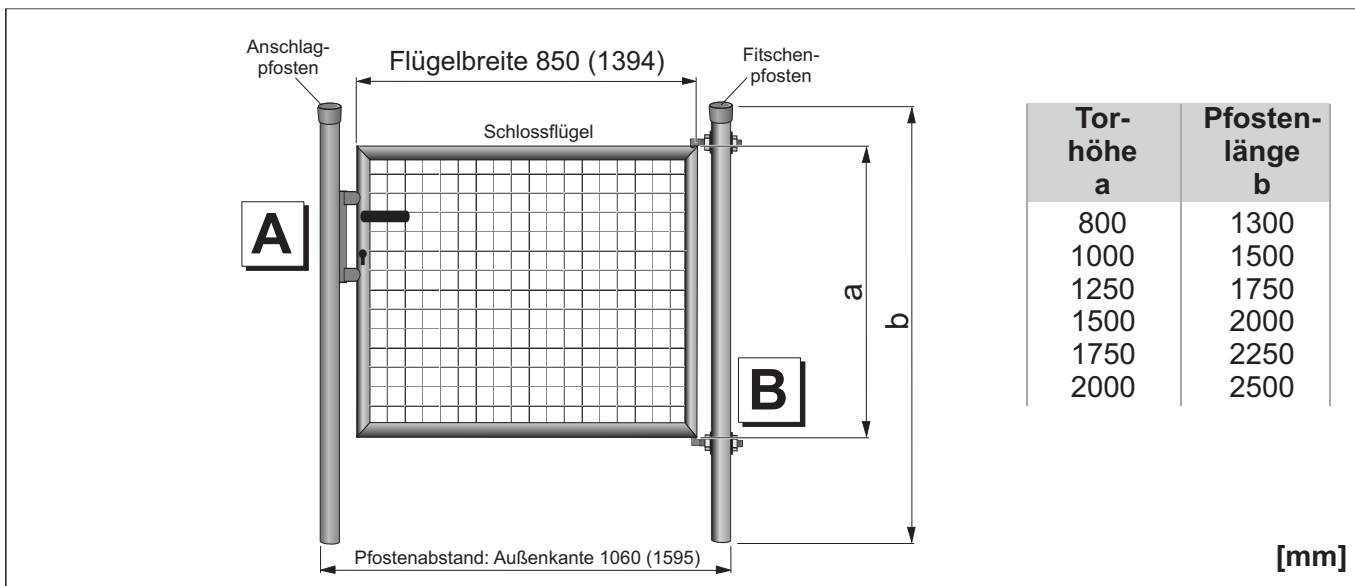 Anschlag-
pfosten
Flügelbreite 850 (1394)
Fitschen-
pfosten
Schlossflügel
A
a
b
B
Pfostenabstand: Außenkante 1060 (1595)
Tor-
höhe
a
Pfosten-
länge
b
800 1300
1000 1500
1250 1750
1500 2000
1750 2250
2000 2500
[mm]